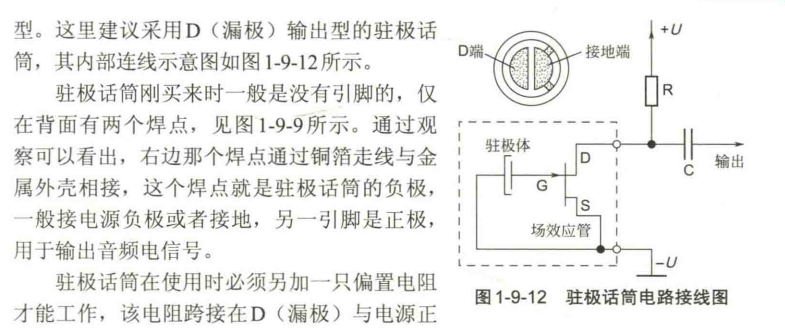 型。这里建议采用D（漏极）输出型的驻极话
筒，其内部连线示意图如图1-9-12所示。
驻极话筒刚买来时一般是没有引脚的，仅
在背面有两个焊点，见图1-9-9所示。通过观
察可以看出，右边那个焊点通过铜箔走线与金
属外壳相接，这个焊点就是驻极话筒的负极，
一般接电源负极或者接地，另一引脚是正极，
用于输出音频电信号。
驻极话筒在使用时必须另加一只偏置电阻
才能工作，该电阻跨接在D（漏极）与电源正
+U
D端
接地端
R
驻极体
D
G
S
场效应管
C
输出
-U
图1-9-12 驻极话筒电路接线图